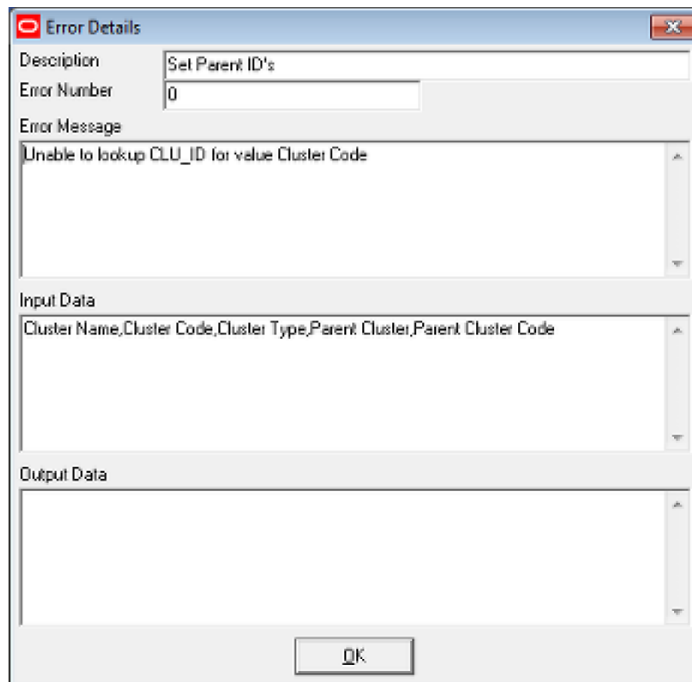 Error Details
Description Set Parent ID's
Error Number 0
Error Message
Unable to lookup CLU_ID for value Cluster Code
Input Data
Cluster Name,Cluster Code,Cluster Type,Parent Cluster,Parent Cluster Code
Output Data
OK